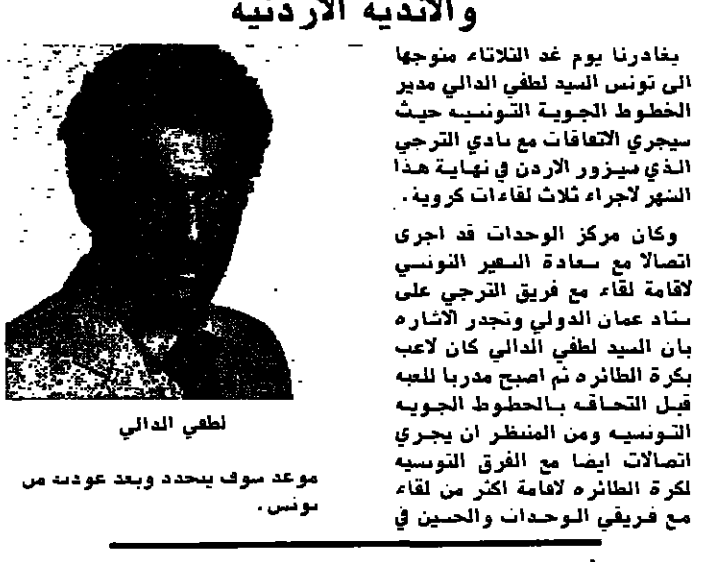 والاندية الاردنية
يغادرنا يوم غد الثلاثاء متوجها
الى تونس السيد لطفي الدالي مدير
الخطوط الجوية التونسيه حيث
سيجري الاتفاقات مع نادي الترجي
الذي سيزور الاردن في نهاية هذا
الشهر لاجراء ثلاث لقاءات كروية.
وكان مركز الوحدات قد اجرى
اتصالا مع سعادة السفير التونسي
لاقامة لقاء مع فريق الترجي على
ستاد عمان الدولي وتجدر الاشاره
بان السيد لطفي الدالي كان لاعب
بكرة الطائره ثم اصبح مدربا للعبه
قبل التحاقه بالخطوط الجويه
التونسيه ومن المنتظر ان يجري
اتصالات ايضا مع الفرق التونسيه
لكرة الطائره لاقامة اكثر من لقاء
مع فريقي الوحدات والحسين في
لطفي الدالي
موعد سوف يتحدد وبعد عودته من
تونس.